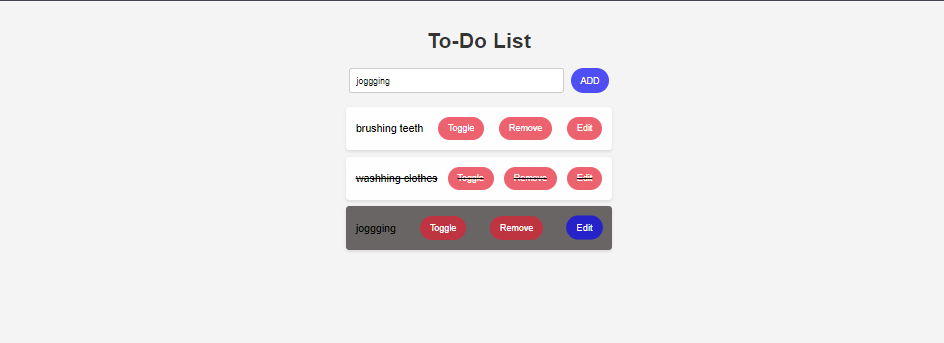 To-Do List
joggging
ADD
brushing teeth Toggle Remove Edit
washhing clothes Toggle Remove Edit
joggging Toggle Remove Edit